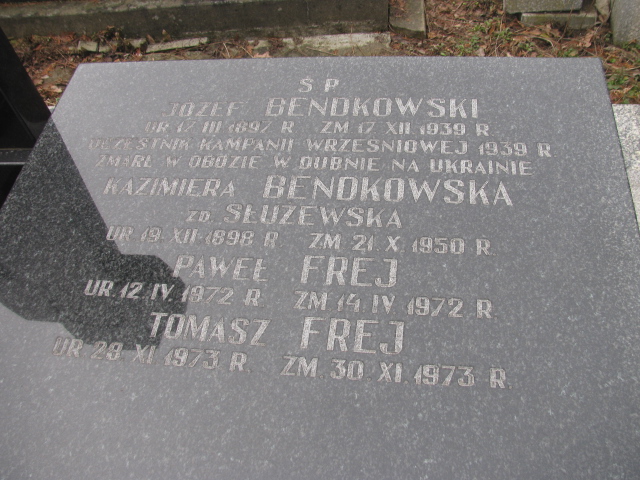 Ś P
JÓZEF BENDKOWSKI
UR 17 III 1897 R ZM 17 XII 1939 R
UCZESTNIK KAMPANII WRZEŚNIOWEJ 1939 R
ZMARŁ W OBOZIE W DUBNIE NA UKRAINIE
KAZIMIERA BENDKOWSKA
ZD. SŁUŻEWSKA
UR 19 XII 1898 R ZM 21 X 1950 R
PAWEŁ FREJ
UR. 12 IV 1972 R ZM 14 IV 1972 R
TOMASZ FREJ
UR 29 XI 1973 R ZM. 30 XI 1973 R